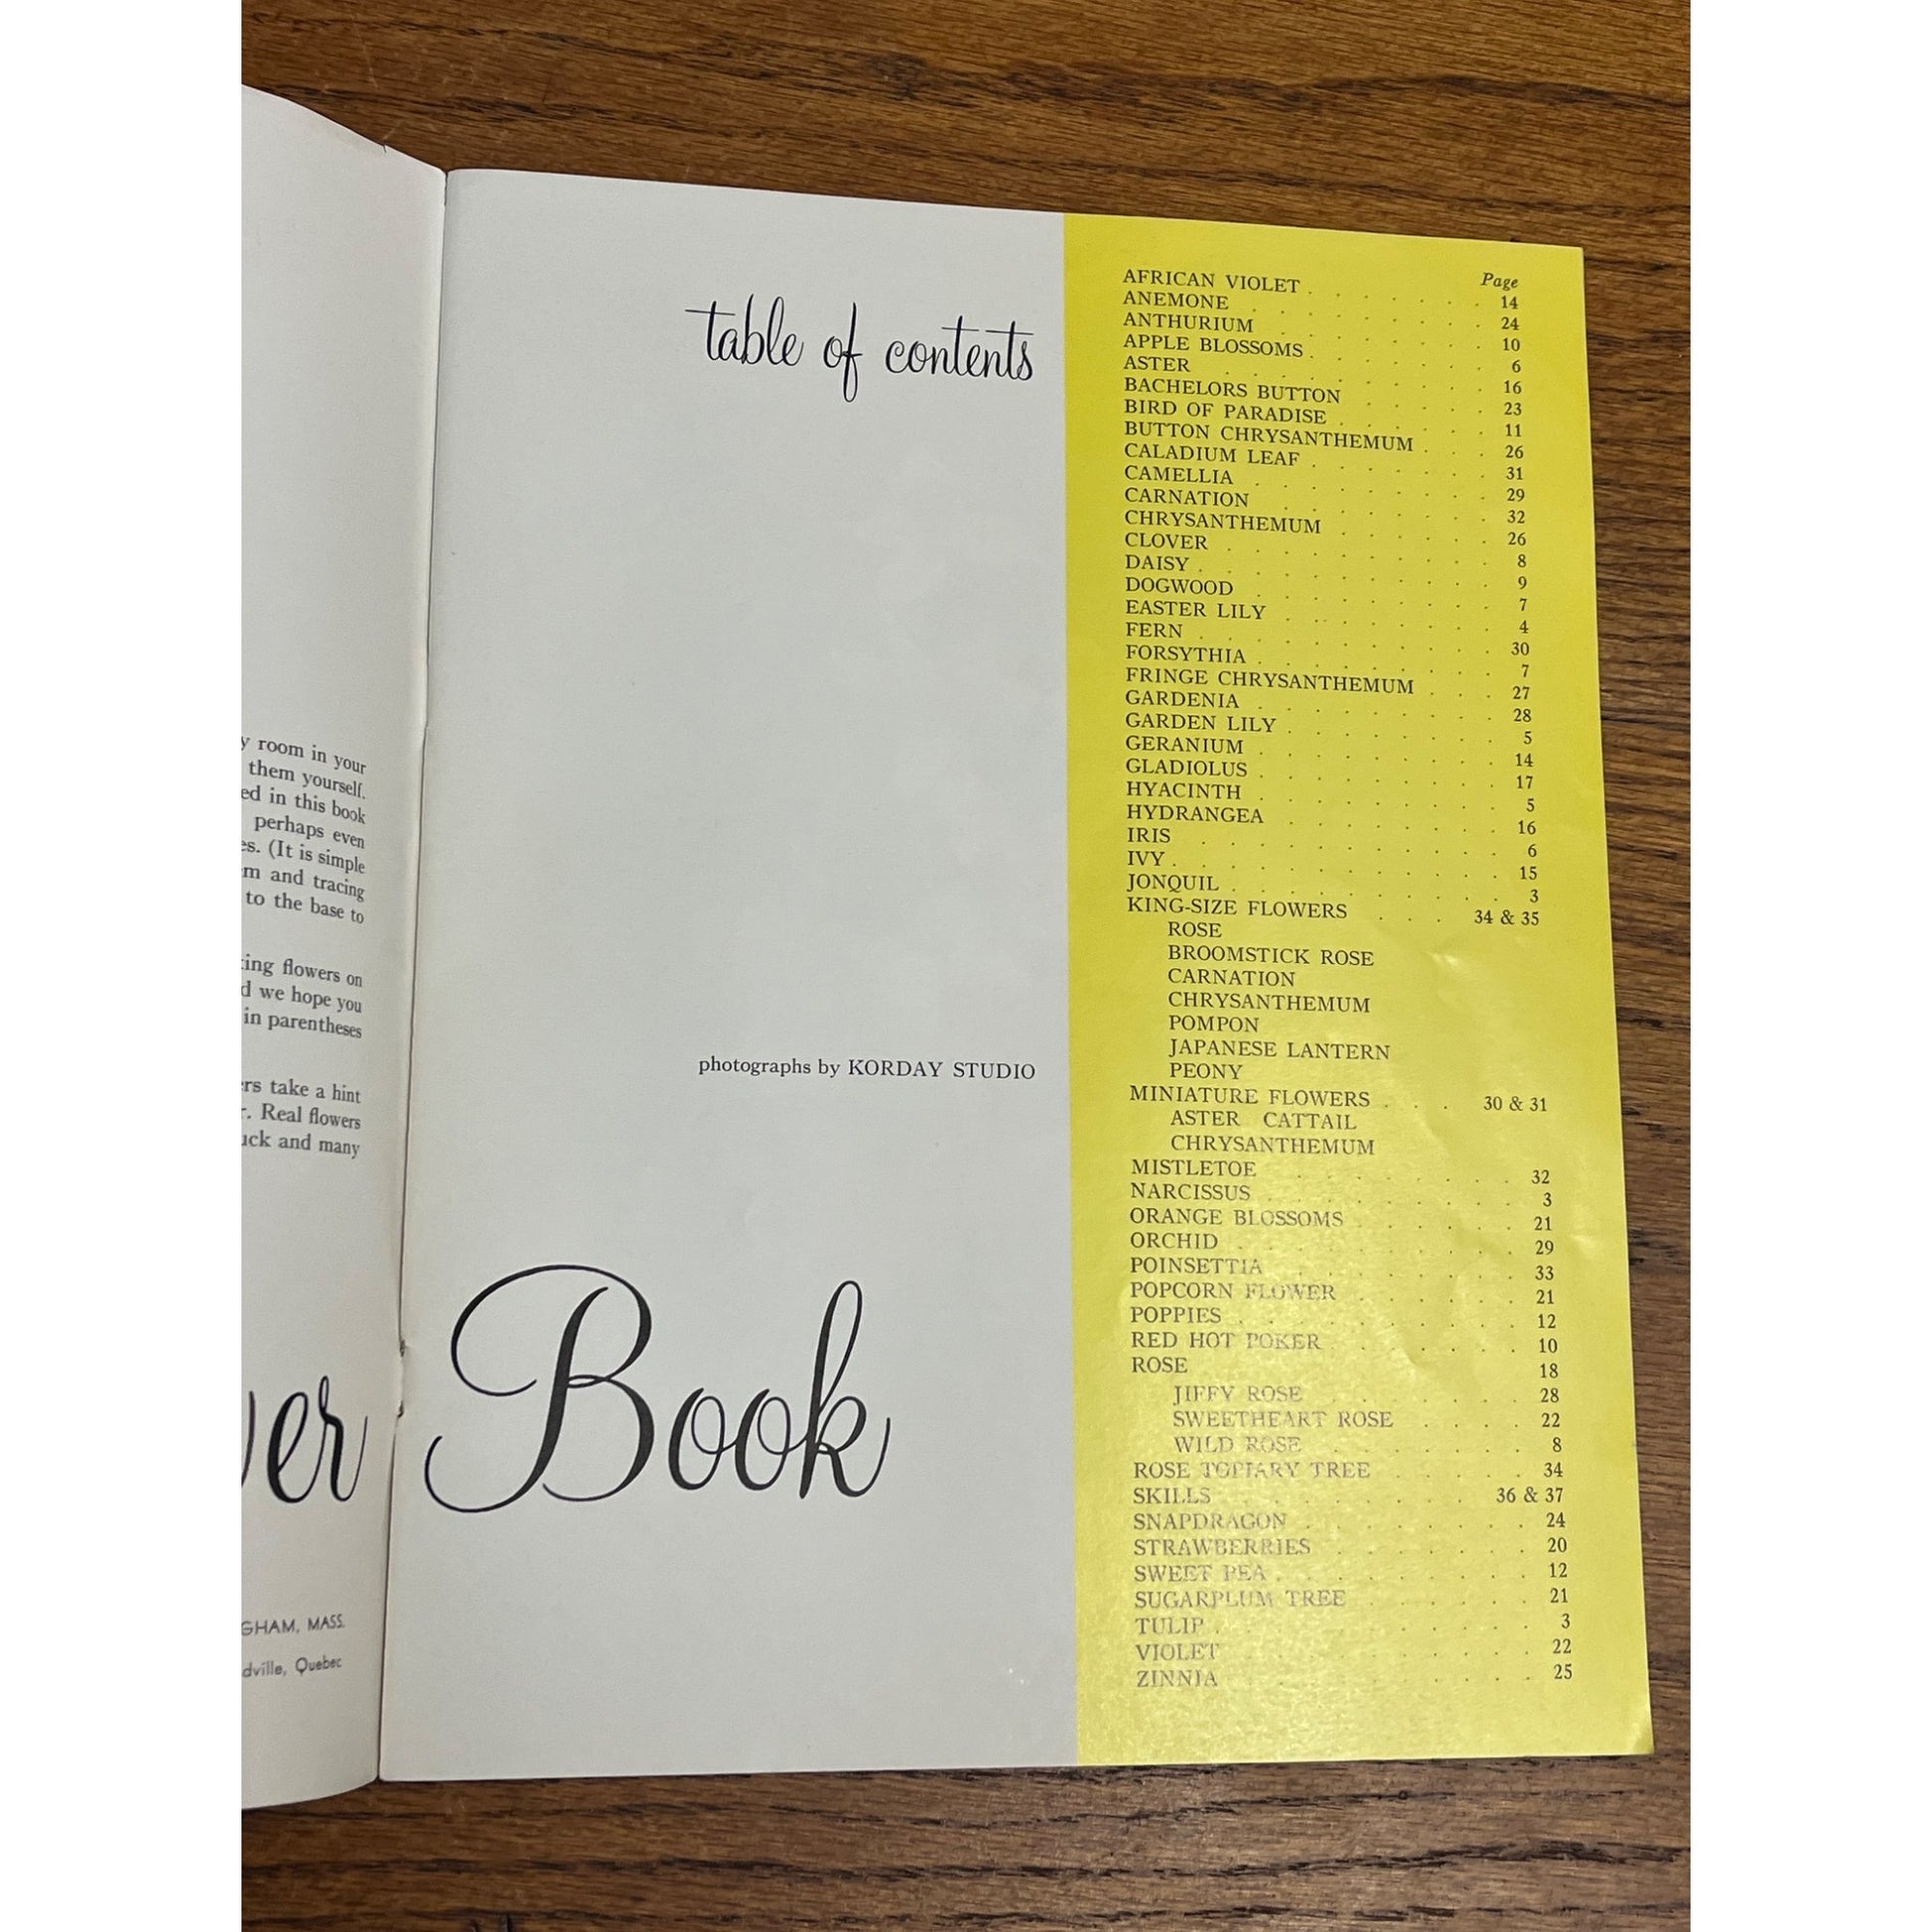 y room in your
them yourself.
ed in this book
perhaps even
es. (It is simple
m and tracing
to the base to
ing flowers on
d we hope you
in parentheses
rs take a hint
r. Real flowers
uck and many
er
GHAM, MASS.
dville, Quebec
table of contents
photographs by KORDAY STUDIO
Book
Page
AFRICAN VIOLET . . . . . . 14
ANEMONE . . . . . . . . 24
ANTHURIUM . . . . . . . 10
APPLE BLOSSOMS . . . . . . 6
ASTER . . . . . . . . . 16
BACHELORS BUTTON . . . . . 23
BIRD OF PARADISE . . . . . . 11
BUTTON CHRYSANTHEMUM . . . 26
CALADIUM LEAF . . . . . . 31
CAMELLIA . . . . . . . . 29
CARNATION . . . . . . . 32
CHRYSANTHEMUM . . . . . . 26
CLOVER . . . . . . . . . 8
DAISY . . . . . . . . . . 9
DOGWOOD . . . . . . . . 7
EASTER LILY . . . . . . . 4
FERN . . . . . . . . . . 30
FORSYTHIA . . . . . . . . 7
FRINGE CHRYSANTHEMUM . . . 27
GARDENIA . . . . . . . . 28
GARDEN LILY . . . . . . . 5
GERANIUM . . . . . . . . 14
GLADIOLUS . . . . . . . . 17
HYACINTH . . . . . . . . 5
HYDRANGEA . . . . . . . 16
IRIS . . . . . . . . . . 6
IVY . . . . . . . . . . . 15
JONQUIL . . . . . . . . . 3
KING-SIZE FLOWERS . . . 34 & 35
ROSE
BROOMSTICK ROSE
CARNATION
CHRYSANTHEMUM
POMPON
JAPANESE LANTERN
PEONY
MINIATURE FLOWERS . . . 30 & 31
ASTER CATTAIL
CHRYSANTHEMUM
MISTLETOE . . . . . . . . 32
NARCISSUS . . . . . . . . 3
ORANGE BLOSSOMS . . . . . . 21
ORCHID . . . . . . . . . 29
POINSETTIA . . . . . . . . 33
POPCORN FLOWER . . . . . . 21
POPPIES . . . . . . . . . 12
RED HOT POKER . . . . . . 10
ROSE 18
JIFFY ROSE . . . . . . . 28
SWEETHEART ROSE . . . . 22
WILD ROSE . . . . . . . 8
ROSE TOPIARY TREE . . . . . 34
SKILLS . . . . . . . 36 & 37
SNAPDRAGON . . . . . . . 24
STRAWBERRIES . . . . . . . 20
SWEET PEA . . . . . . . . 12
SUGARPLUM TREE . . . . . . 21
TULIP . . . . . . . . . . 3
VIOLET . . . . . . . . . 22
ZINNIA . . . . . . . . . 25